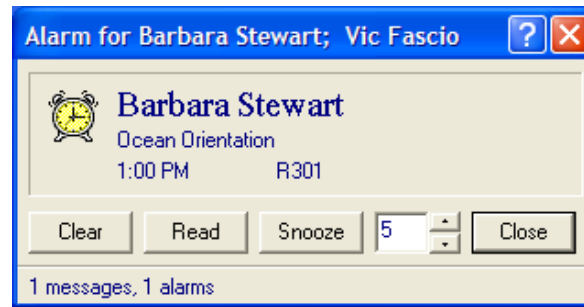 Alarm for Barbara Stewart;  Vic Fascio
Barbara Stewart
Ocean Orientation
1:00 PM R301
Clear Read Snooze 5 Close
1 messages, 1 alarms